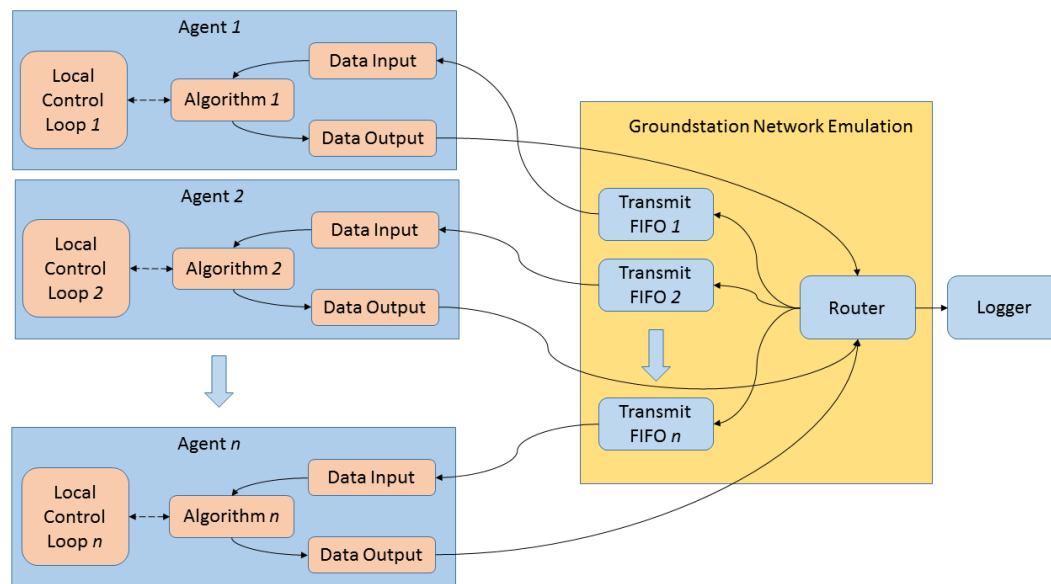 Agent 1
Local
Control
Loop 1
Algorithm 1
Data Input
Data Output
Agent 2
Local
Control
Loop 2
Algorithm 2
Data Input
Data Output
Agent n
Local
Control
Loop n
Algorithm n
Data Input
Data Output
Groundstation Network Emulation
Transmit
FIFO 1
Transmit
FIFO 2
Transmit
FIFO n
Router
Logger